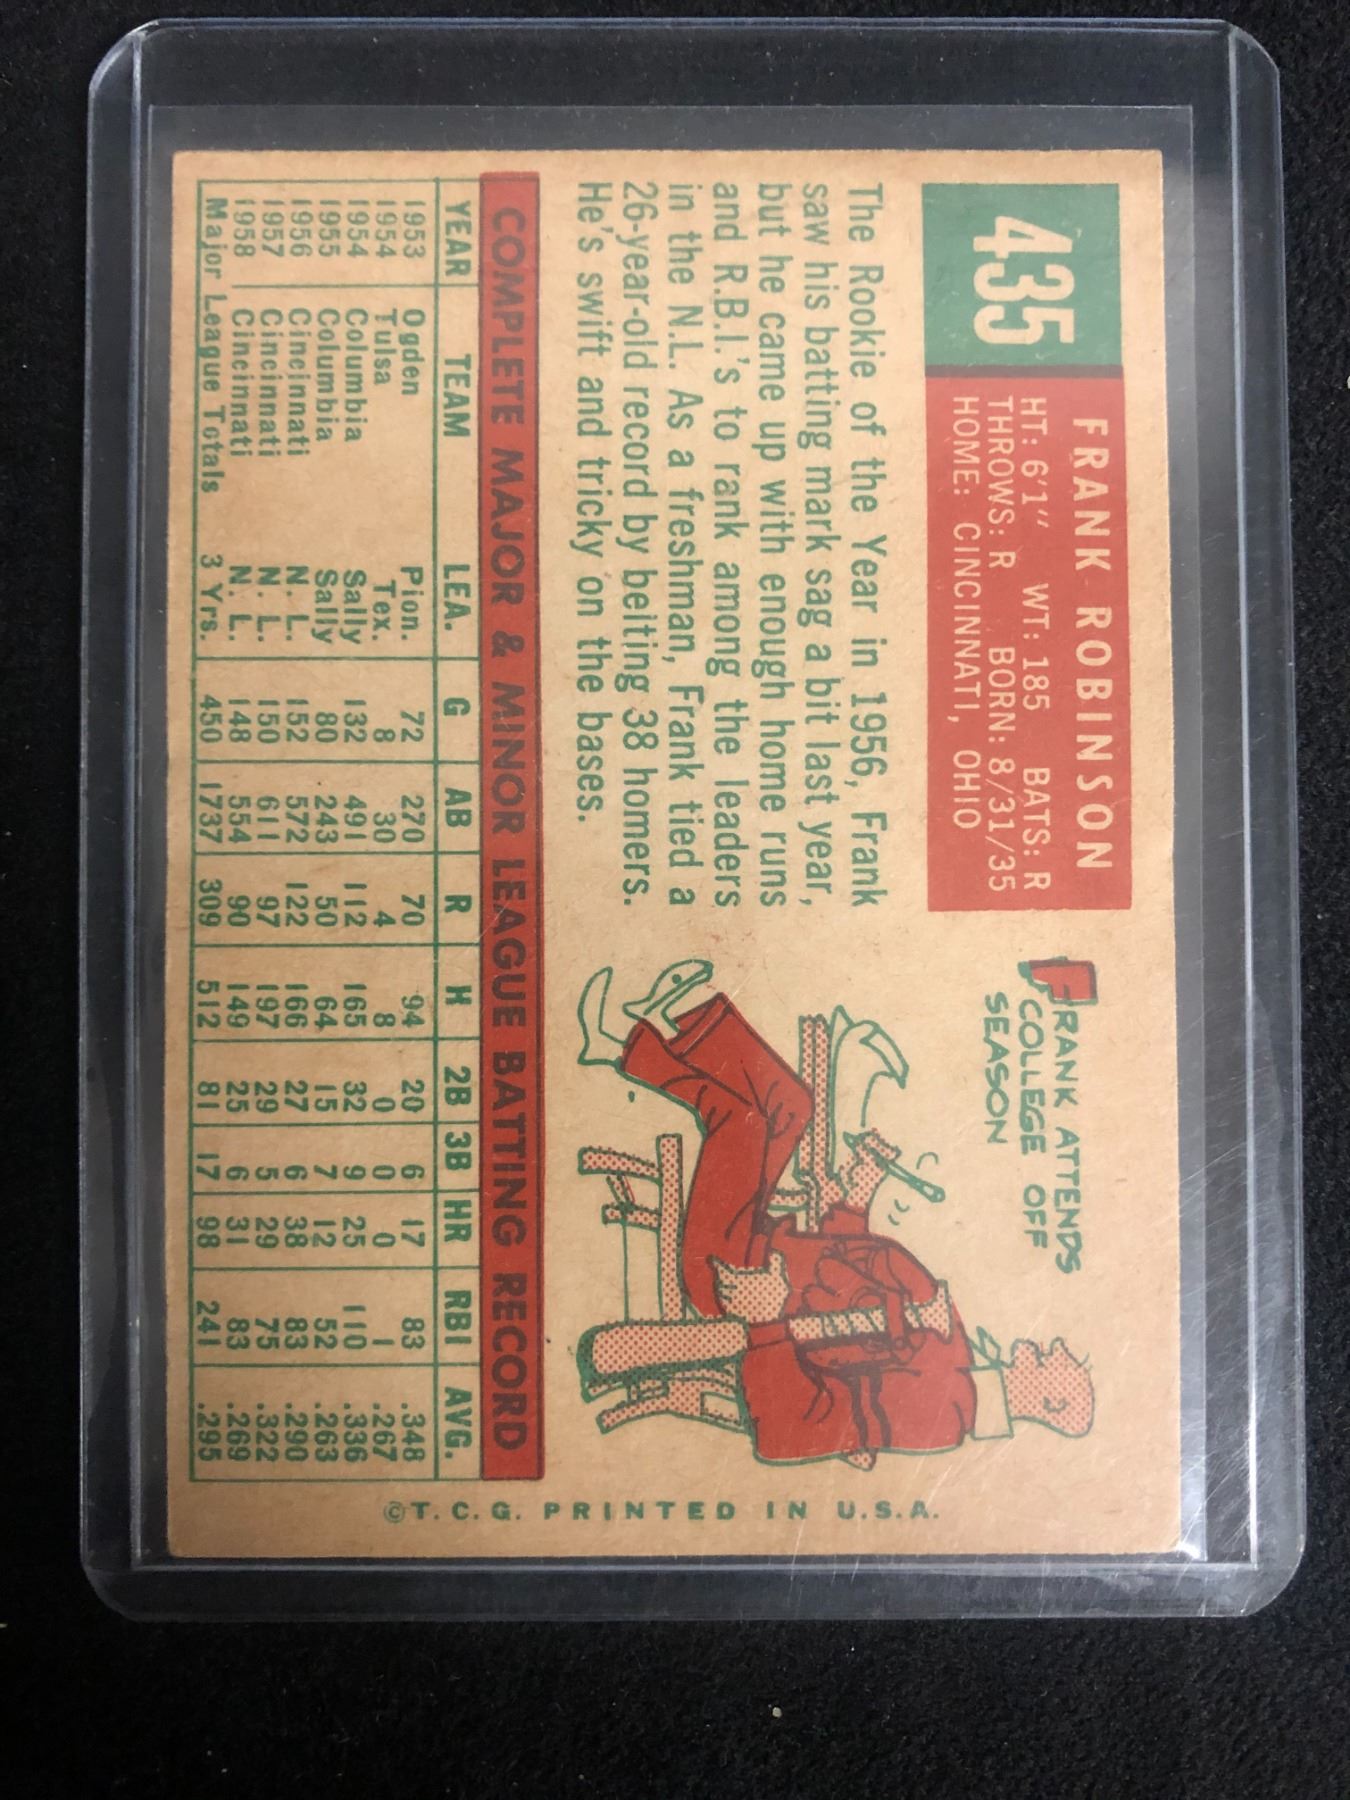 435
FRANK ROBINSON
HT: 6'1" WT: 185 BATS: R
THROWS: R BORN: 8/31/35
HOME: CINCINNATI, OHIO
The Rookie of the Year in 1956, Frank
saw his batting mark sag a bit last year,
but he came up with enough home runs
and R.B.I.'s to rank among the leaders
in the N.L. As a freshman, Frank tied a
26-year-old record by belting 38 homers.
He's swift and tricky on the bases.
FRANK ATTENDS
COLLEGE OFF
SEASON
COMPLETE MAJOR & MINOR LEAGUE BATTING RECORD
YEAR TEAM LEA. G AB R H 2B 3B HR RBI AVG.
1953 Ogden Pion. 72 270 70 94 20 6 17 83 .348
1954 Tulsa Tex. 8 30 4 8 0 0 0 1 .267
1954 Columbia Sally 132 491 112 165 32 9 25 110 .336
1955 Columbia Sally 80 243 50 64 15 7 12 52 .263
1956 Cincinnati N. L. 152 572 122 166 27 6 38 83 .290
1957 Cincinnati N. L. 150 611 97 197 29 5 29 75 .322
1958 Cincinnati N. L. 148 554 90 149 25 6 31 83 .269
Major League Totals 3 Yrs. 450 1737 309 512 81 17 98 241 .295
©T. C. G. PRINTED IN U.S.A.